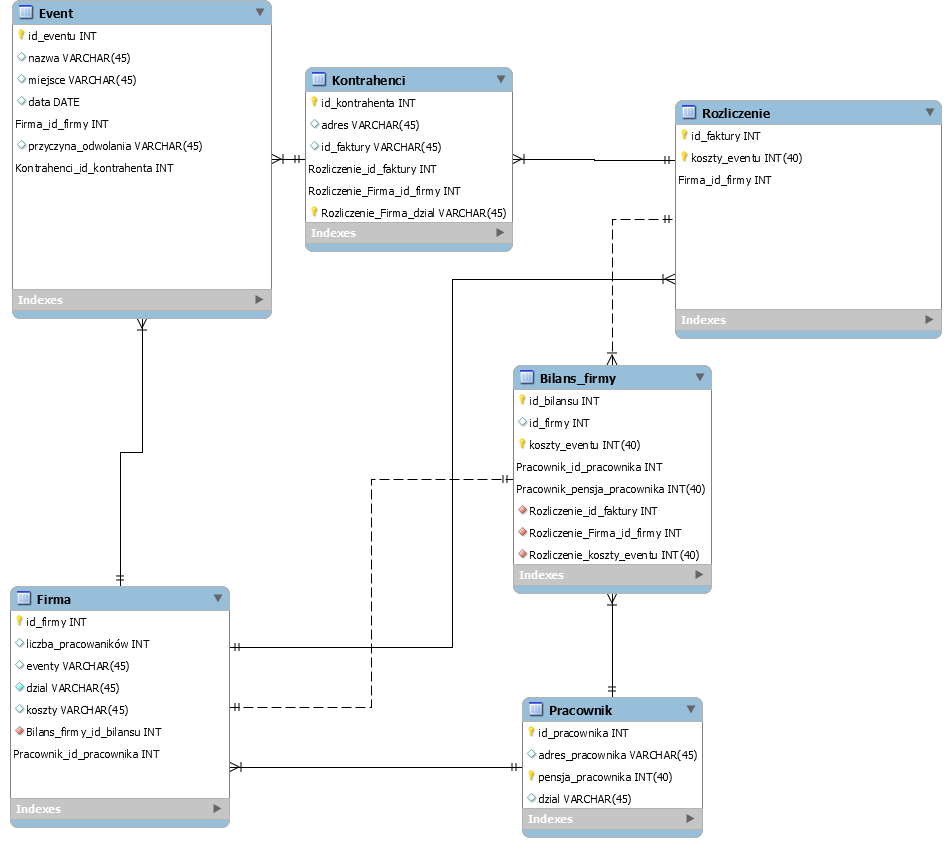 Event
id_eventu INT
nazwa VARCHAR(45)
miejsce VARCHAR(45)
data DATE
Firma_id_firmy INT
przyczyna_odwolania VARCHAR(45)
Kontrahenci_id_kontrahenta INT
Indexes
Kontrahenci
id_kontrahenta INT
adres VARCHAR(45)
id_faktury VARCHAR(45)
Rozliczenie_id_faktury INT
Rozliczenie_Firma_id_firmy INT
Rozliczenie_Firma_dzial VARCHAR(45)
Indexes
Rozliczenie
id_faktury INT
koszty_eventu INT(40)
Firma_id_firmy INT
Indexes
Bilans_firmy
id_bilansu INT
id_firmy INT
koszty_eventu INT(40)
Pracownik_id_pracownika INT
Pracownik_pensja_pracownika INT(40)
Rozliczenie_id_faktury INT
Rozliczenie_Firma_id_firmy INT
Rozliczenie_koszty_eventu INT(40)
Indexes
Firma
id_firmy INT
liczba_pracowaników INT
eventy VARCHAR(45)
dzial VARCHAR(45)
koszty VARCHAR(45)
Bilans_firmy_id_bilansu INT
Pracownik_id_pracownika INT
Indexes
Pracownik
id_pracownika INT
adres_pracownika VARCHAR(45)
pensja_pracownika INT(40)
dzial VARCHAR(45)
Indexes